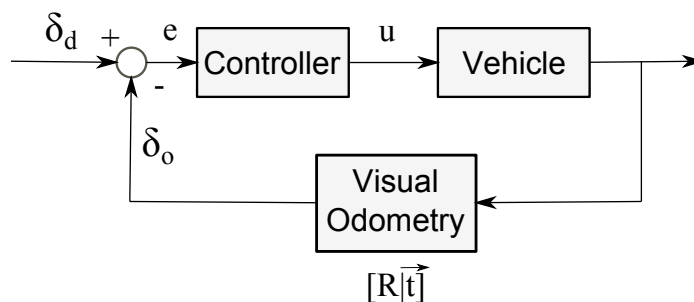 δd + e u
-
Controller
Vehicle
δo
Visual
Odometry
[R|t⃗]